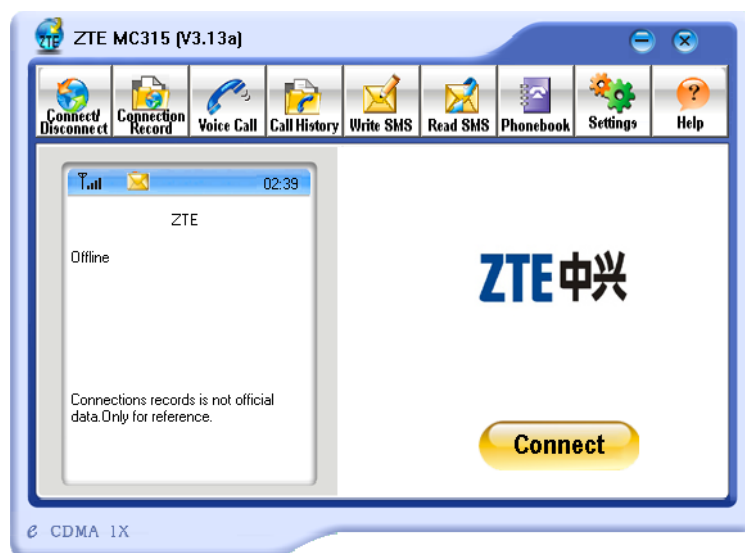 ZTE
ZTE MC315 (V3.13a)
Connect/
Disconnect
Connection
Record
Voice Call
Call History
Write SMS
Read SMS
Phonebook
Settings
?
Help
02:39
ZTE
Offline
Connections records is not official
data.Only for reference.
ZTE中兴
Connect
e CDMA 1X